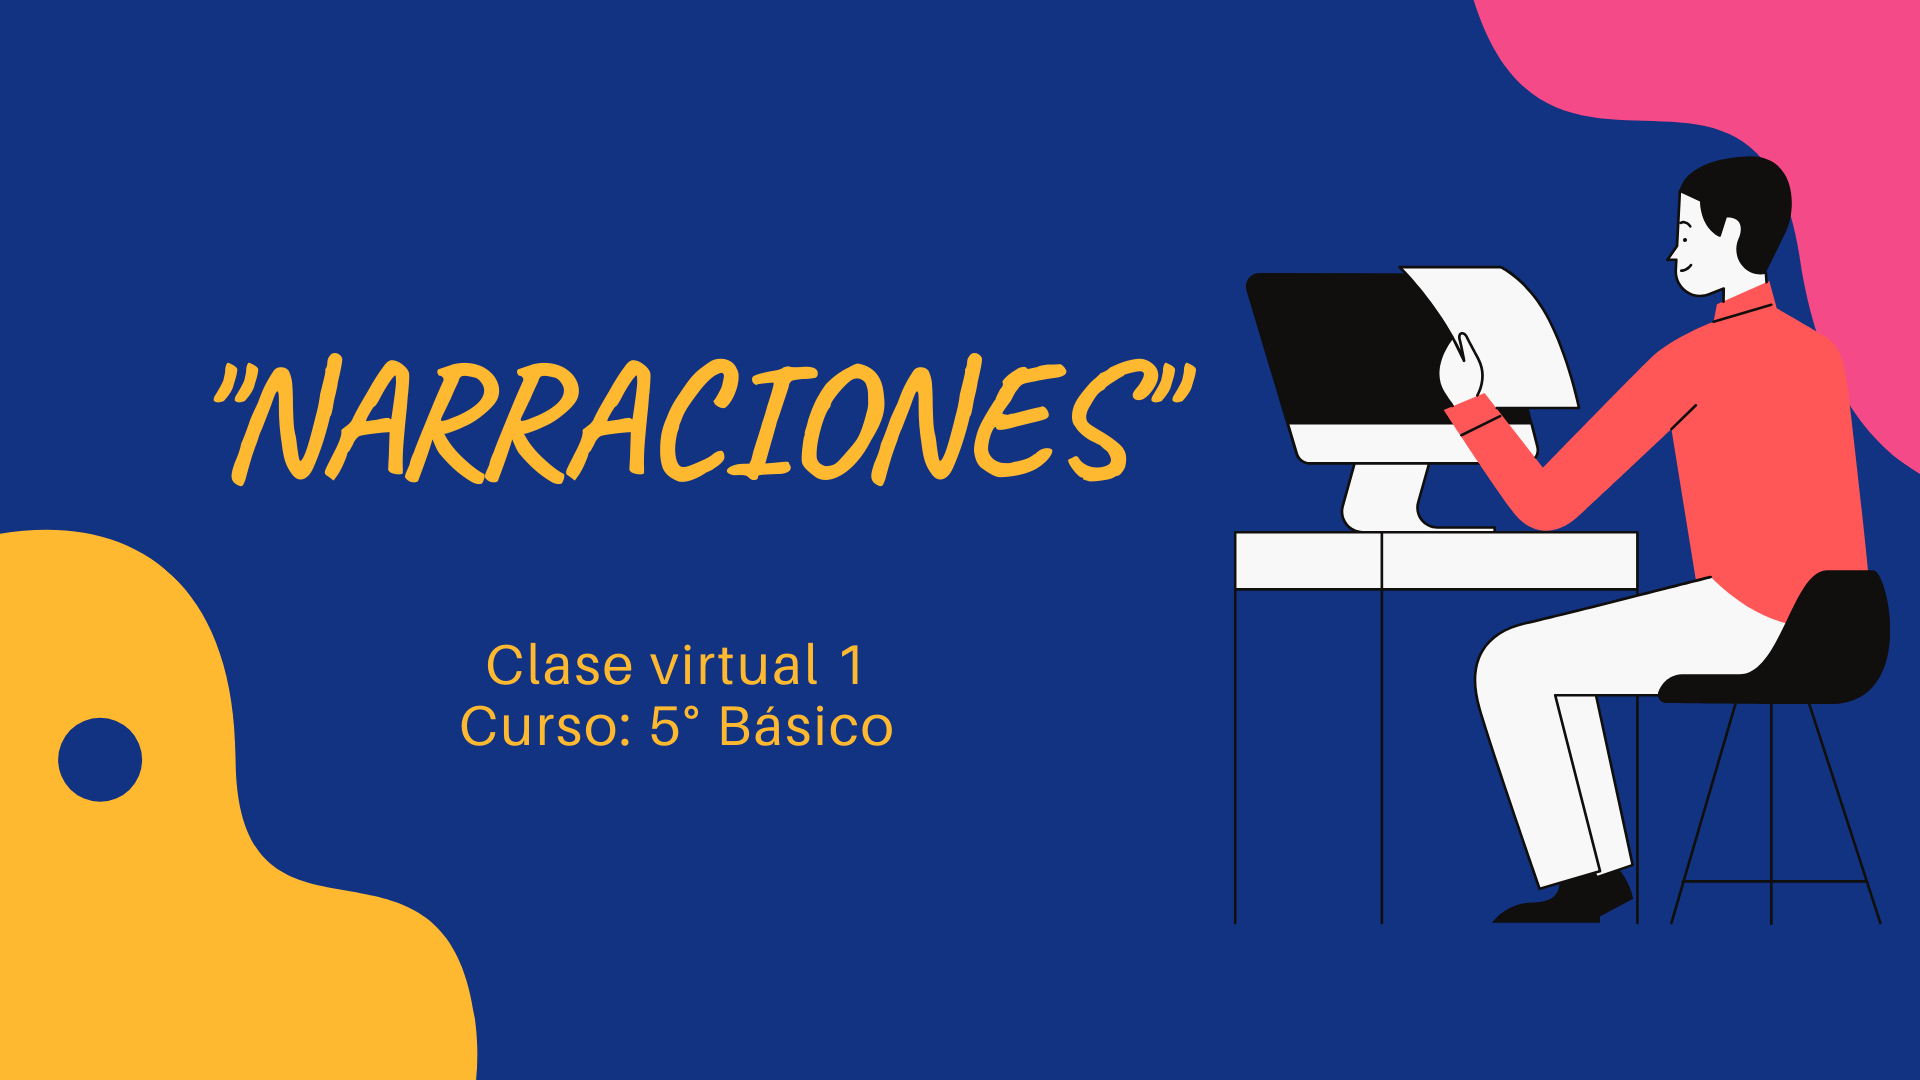 "NARRACIONES"
Clase virtual 1
Curso: 5° Básico